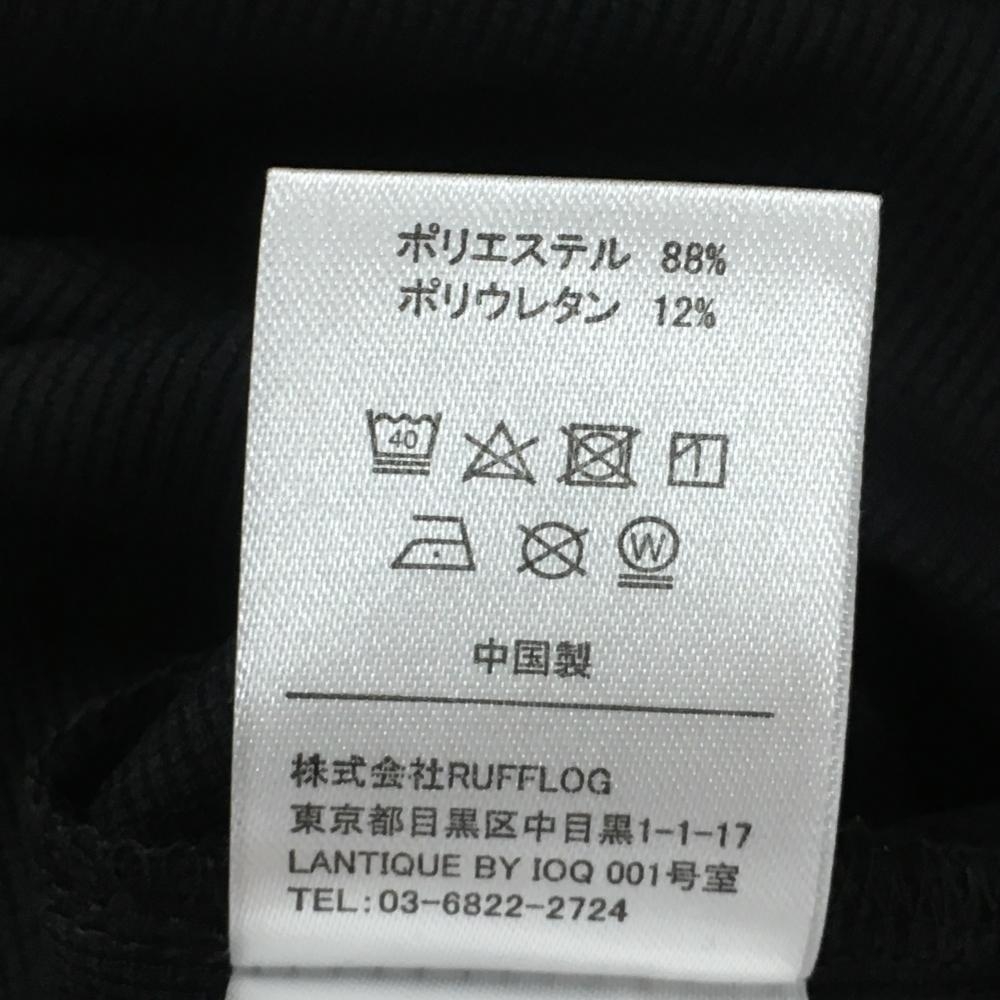 ポリエステル 88%
ポリウレタン 12%
40
W
中国製
株式会社RUFFLOG
東京都目黒区中目黒1-1-17
LANTIQUE BY IOQ 001号室
TEL:03-6822-2724